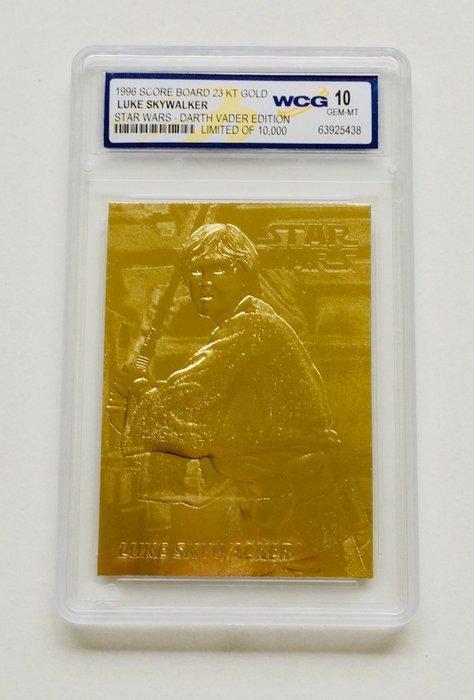 1996 SCORE BOARD 23 KT GOLD
LUKE SKYWALKER
STAR WARS - DARTH VADER EDITION
LIMITED OF 10,000
WCG 10
GEM-MT
63925438
STAR
WARS
LUKE SKYWALKER